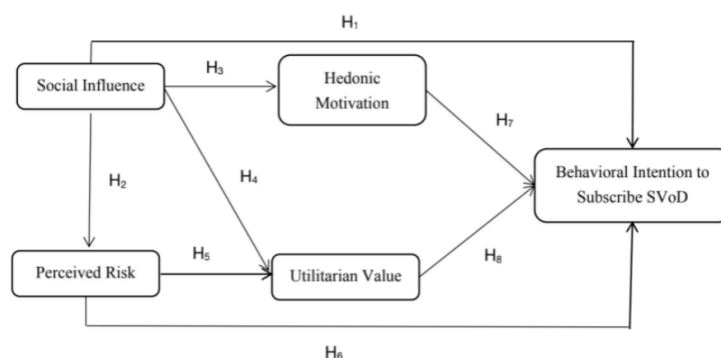 H₁
Social Influence
H₃
Hedonic
Motivation
H₇
H₂
H₄
Behavioral Intention to
Subscribe SVoD
Perceived Risk
H₅
Utilitarian Value
H₈
H₆